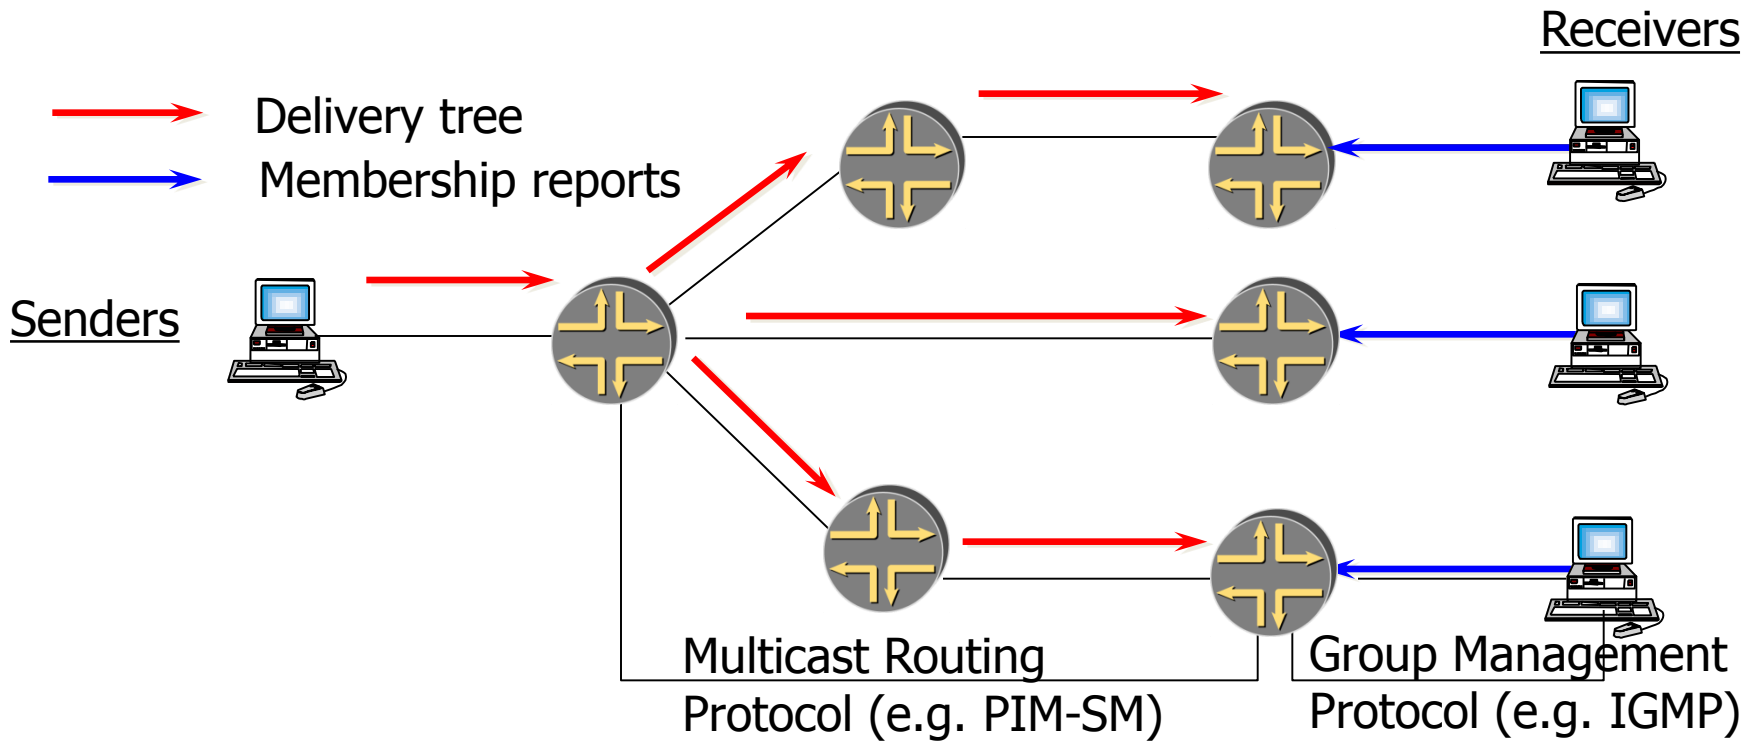 Receivers
Delivery tree
Membership reports
Senders
Multicast Routing
Protocol (e.g. PIM-SM)
Group Management
Protocol (e.g. IGMP)